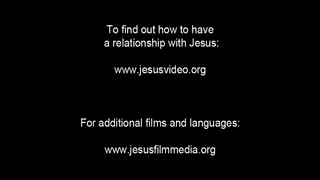 To find out how to have
a relationship with Jesus:
www.jesusvideo.org
For additional films and languages:
www.jesusfilmmedia.org